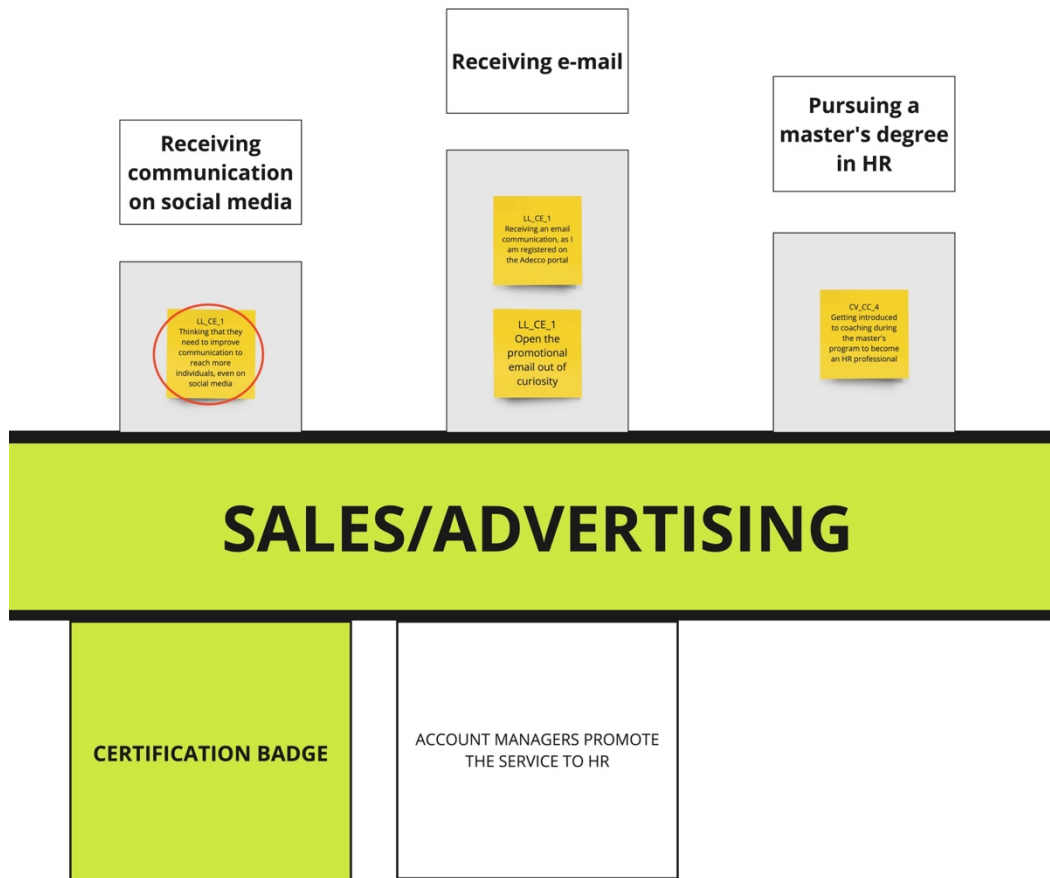 Receiving e-mail
Pursuing a
master's degree
in HR
Receiving
communication
on social media
LL_CE_1
Receiving an email
communication, as I
am registered on
the Adecco portal
LL_CE_1
Thinking that they
need to improve
communication to
reach more
individuals, even on
social media
LL_CE_1
Open the
promotional
email out of
curiosity
CV_CC_4
Getting introduced
to coaching during
the master's
program to become
an HR professional
SALES/ADVERTISING
CERTIFICATION BADGE
ACCOUNT MANAGERS PROMOTE
THE SERVICE TO HR